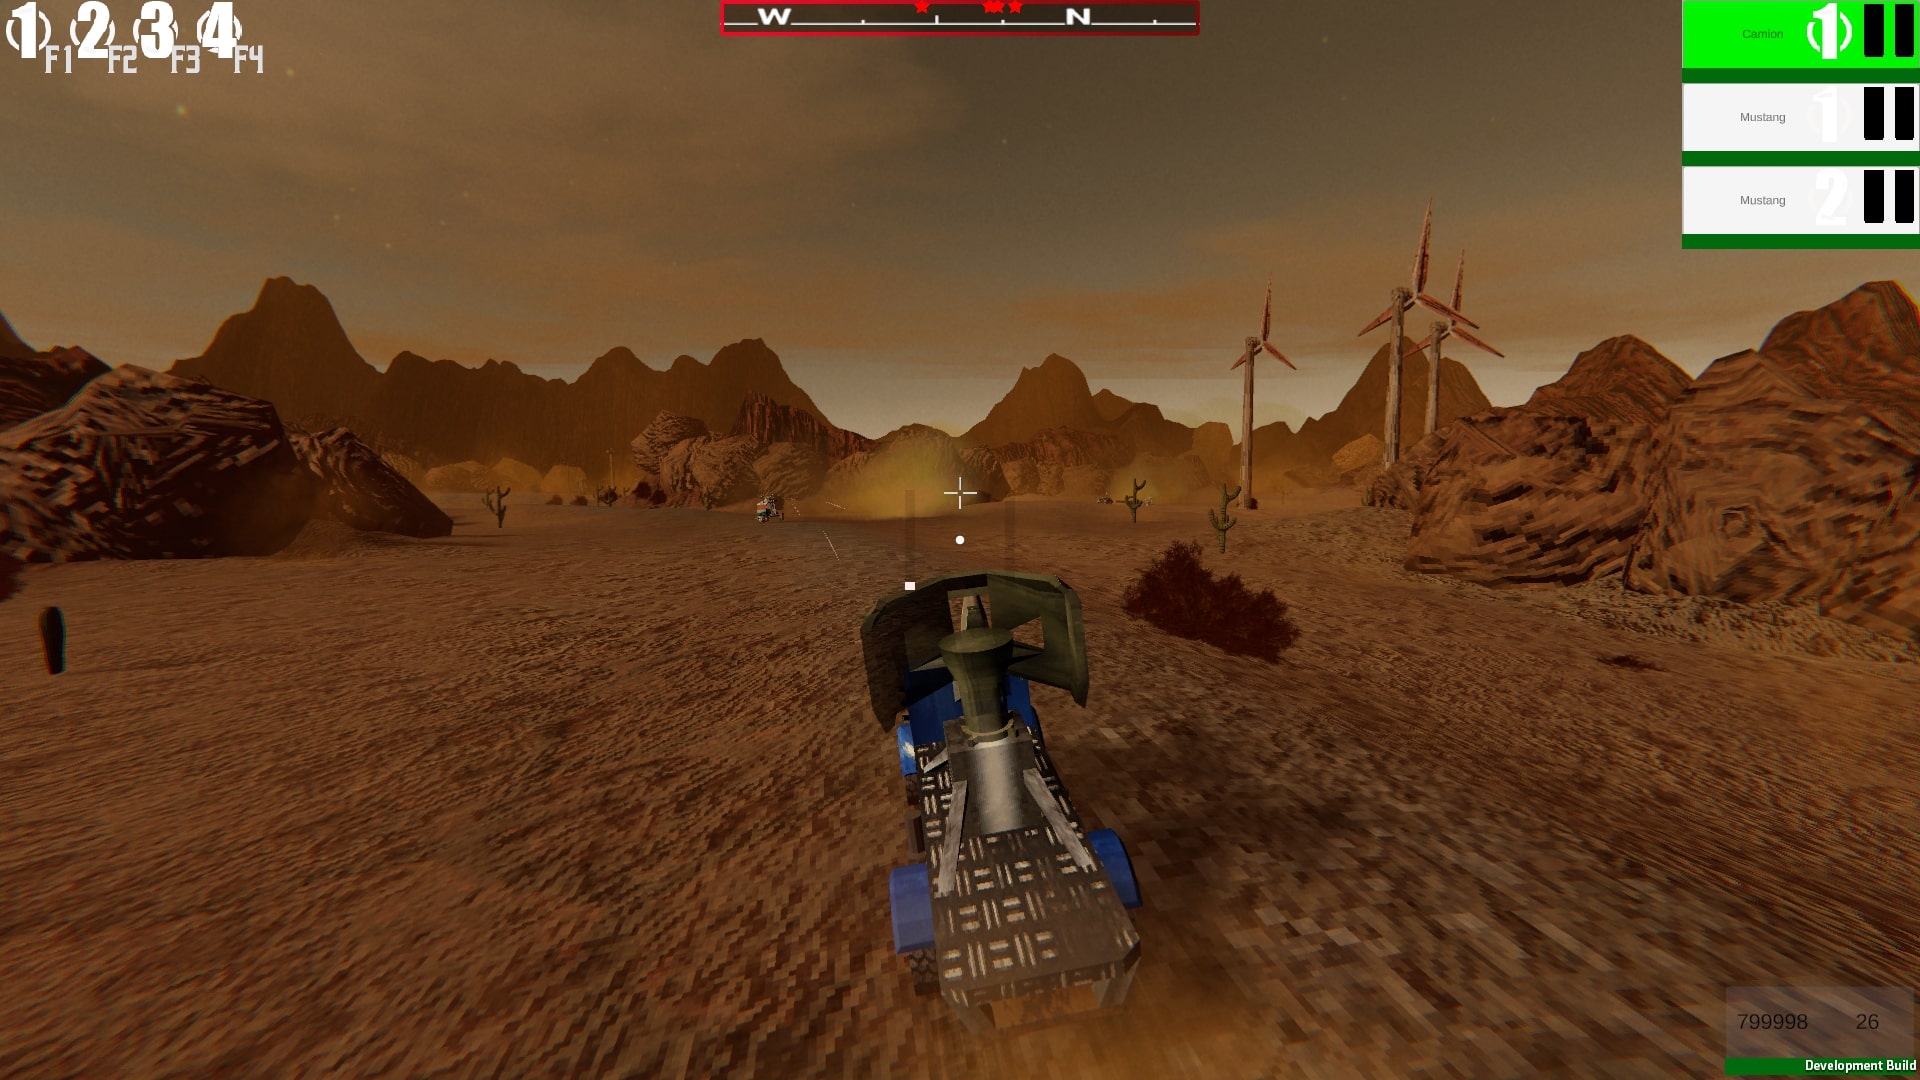 1 2 3 4
F1 F2 F3 F4
W N
Camion 1
Mustang 1
Mustang 2
799998 26
Development Build